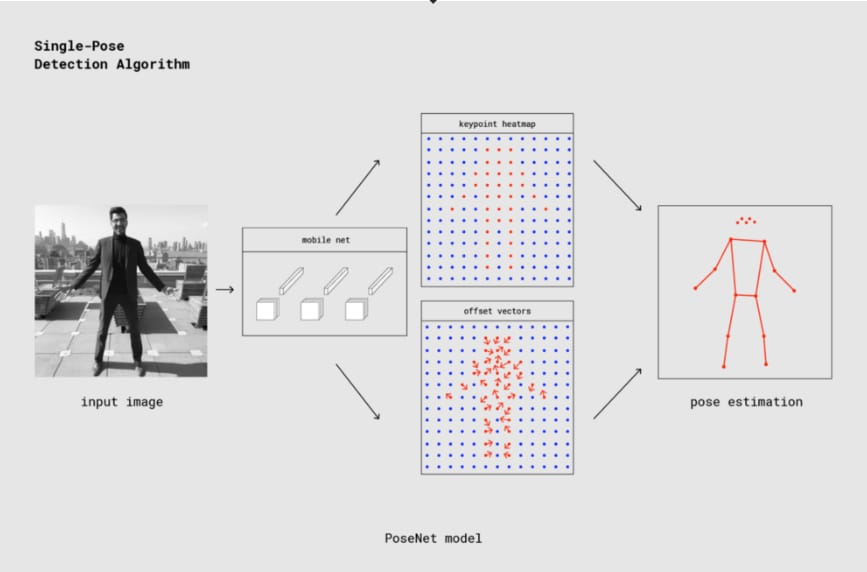 Single-Pose
Detection Algorithm
keypoint heatmap
mobile net
offset vectors
input image
pose estimation
PoseNet model